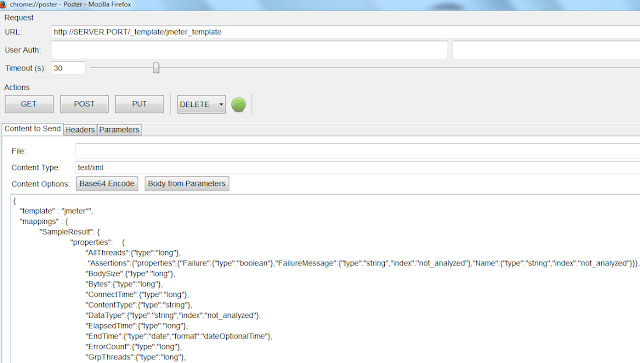 chrome://poster - Poster - Mozilla Firefox
Request
URL: http://SERVER:PORT/_template/jmeter_template
User Auth:
Timeout (s): 30
Actions
GET POST PUT DELETE
Content to Send Headers Parameters
File:
Content Type: text/xml
Content Options: Base64 Encode Body from Parameters
{
"template" : "jmeter*",
"mappings" : {
"SampleResult": {
"properties": {
"AllThreads":{"type":"long"},
"Assertions":{"properties":{"Failure":{"type":"boolean"},"FailureMessage":{"type":"string","index":"not_analyzed"},"Name":{"type":"string","index":"not_analyzed"}}},
"BodySize":{"type":"long"},
"Bytes":{"type":"long"},
"ConnectTime":{"type":"long"},
"ContentType":{"type":"string"},
"DataType":{"type":"string","index":"not_analyzed"},
"ElapsedTime":{"type":"long"},
"EndTime":{"type":"date","format":"dateOptionalTime"},
"ErrorCount":{"type":"long"},
"GrpThreads":{"type":"long"},